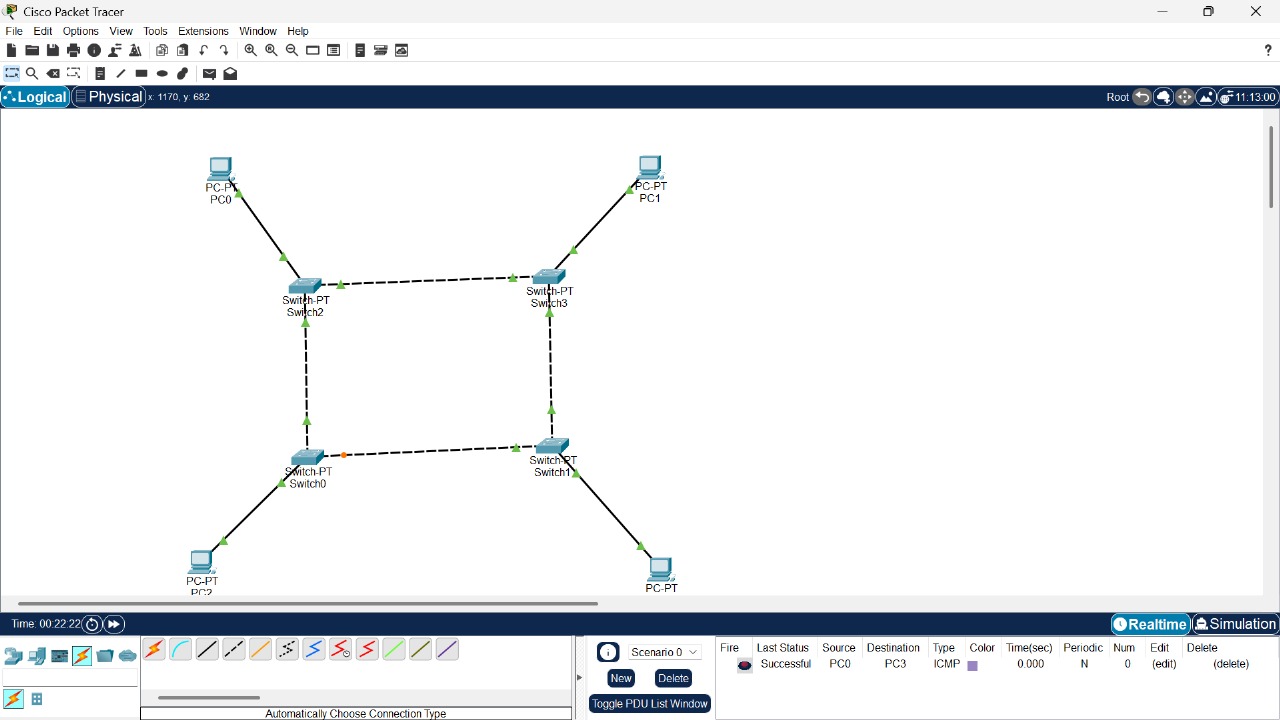 Cisco Packet Tracer
File Edit Options View Tools Extensions Window Help
?
Logical Physical x: 1170, y: 682 Root 11:13:00
PC-PT
PC0
PC-PT
PC1
Switch-PT
Switch2
Switch-PT
Switch3
Switch-PT
Switch0
Switch-PT
Switch1
PC-PT
PC2
PC-PT
Time: 00:22:22 Realtime Simulation
Scenario 0
New Delete
Toggle PDU List Window
Automatically Choose Connection Type
Fire Last Status Source Destination Type Color Time(sec) Periodic Num Edit Delete
Successful PC0 PC3 ICMP 0.000 N 0 (edit) (delete)